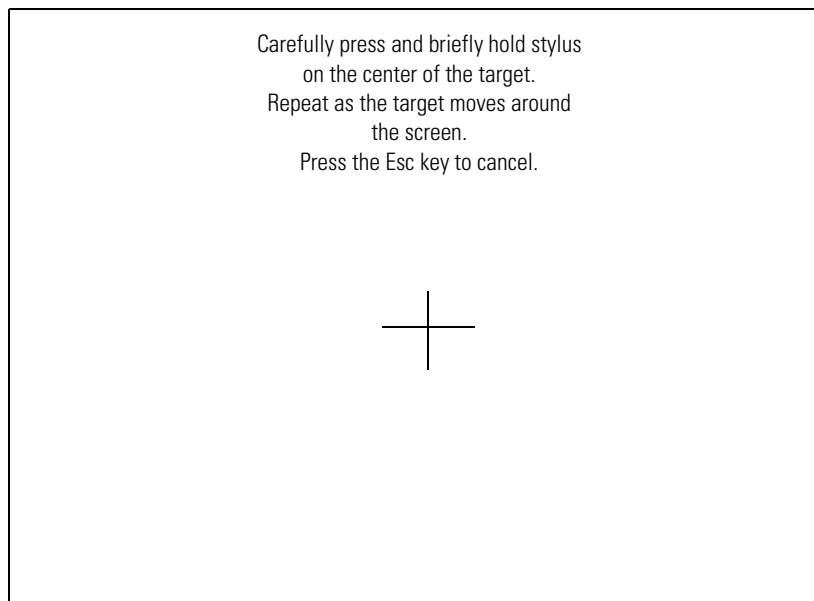 Carefully press and briefly hold stylus
on the center of the target.
Repeat as the target moves around
the screen.
Press the Esc key to cancel.